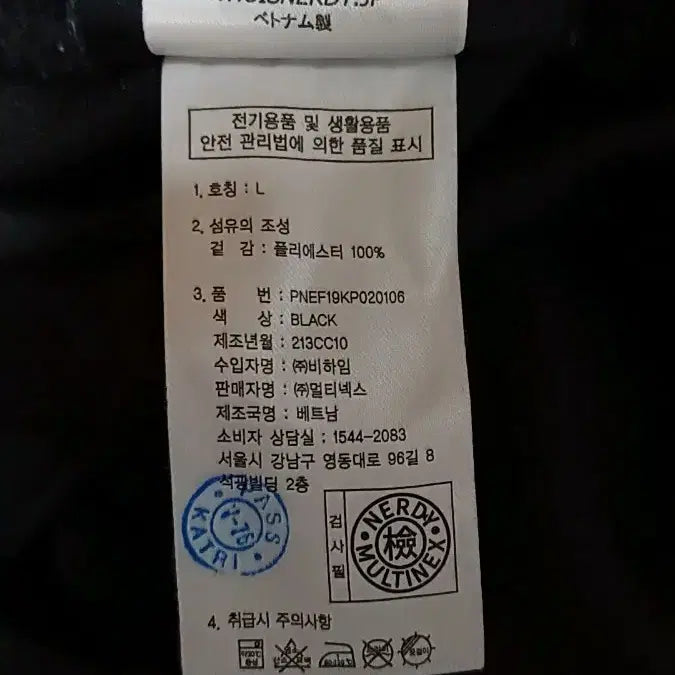 ベトナム製
전기용품 및 생활용품
안전 관리법에 의한 품질 표시
1. 호칭 : L
2. 섬유의 조성
겉 감 : 폴리에스터 100%
3. 품 번 : PNEF19KP020106
색 상 : BLACK
제조년월 : 213CC10
수입자명 : ㈜비하임
판매자명 : ㈜멀티넥스
제조국명 : 베트남
소비자 상담실 : 1544-2083
서울시 강남구 영동대로 96길 8
석광빌딩 2층
PASS
KATRI
검사필
NERDY
檢
MULTINEX
4. 취급시 주의사항